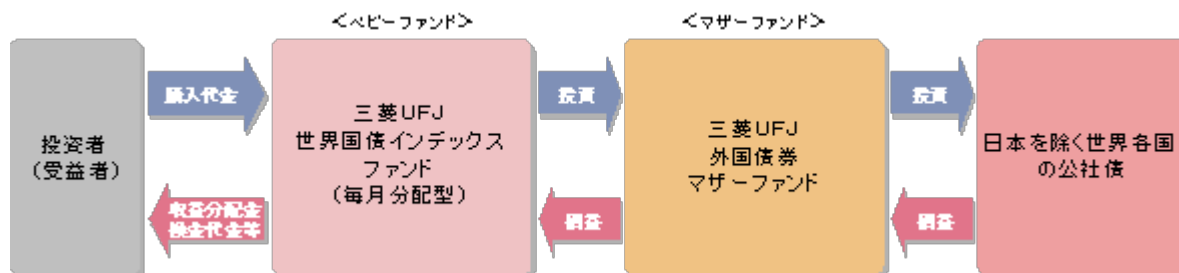 <ベビーファンド>
<マザーファンド>
投資者
(受益者)
購入代金
収益分配金
換金代金等
三菱UFJ
世界国債インデックス
ファンド
(毎月分配型)
投資
損益
三菱UFJ
外国債券
マザーファンド
投資
損益
日本を除く世界各国
の公社債